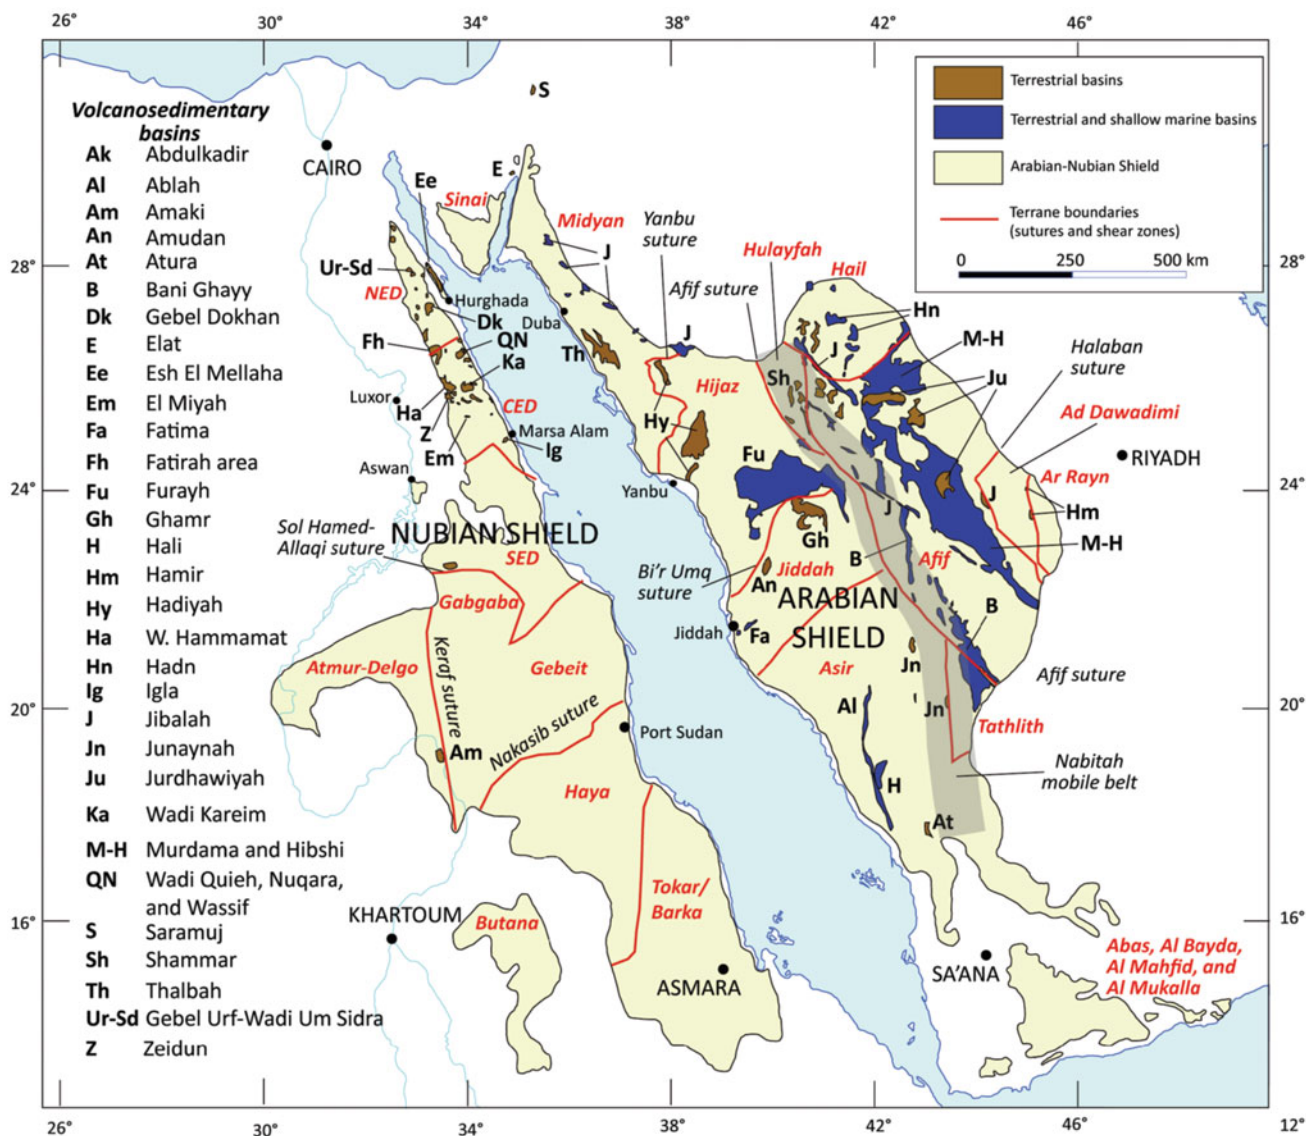 26° 30° 34° 38° 42° 46°
Volcanosedimentary
basins
Ak Abdulkadir
Al Ablah
Am Amaki
An Amudan
At Atura
B Bani Ghayy
Dk Gebel Dokhan
E Elat
Ee Esh El Mellaha
Em El Miyah
Fa Fatima
Fh Fatirah area
Fu Furayh
Gh Ghamr
H Hali
Hm Hamir
Hy Hadiyah
Ha W. Hammamat
Hn Hadn
Ig Igla
J Jibalah
Jn Junaynah
Ju Jurdhawiyah
Ka Wadi Kareim
M-H Murdama and Hibshi
QN Wadi Quieh, Nuqara,
and Wassif
S Saramuj
Sh Shammar
Th Thalbah
Ur-Sd Gebel Urf-Wadi Um Sidra
Z Zeidun
Terrestrial basins
Terrestrial and shallow marine basins
Arabian-Nubian Shield
Terrane boundaries
(sutures and shear zones)
0 250 500 km
28°
24°
20°
16°
28°
24°
20°
16°
12°
S
CAIRO
Ee
E
Sinai
Midyan
Yanbu
suture
Hulayfah
Hail
Afif suture
J
Ur-Sd
NED
Hurghada
Dk
Duba
Fh
QN
Ka
Th
J
Hn
M-H
J
Ju
Halaban
suture
Sh
Hijaz
Luxor
Ha
CED
Z
Marsa Alam
Hy
Ad Dawadimi
Em
Ig
Fu
RIYADH
Aswan
Yanbu
J
J
Ar Rayn
Hm
M-H
Sol Hamed-
Allaqi suture
NUBIAN SHIELD
SED
Gh
B
Afif
Bi'r Umq
suture
Jiddah
An
Gabgaba
ARABIAN
SHIELD
B
Jiddah
Fa
Atmur-Delgo
Keraf suture
Gebeit
Asir
Jn
Afif suture
Al
Jn
Tathlith
Nakasib suture
Port Sudan
Am
Nabitah
mobile belt
Haya
H
At
Tokar/
Barka
KHARTOUM
Butana
ASMARA
SA'ANA
Abas, Al Bayda,
Al Mahfid, and
Al Mukalla
26° 30° 34° 38° 42° 46°